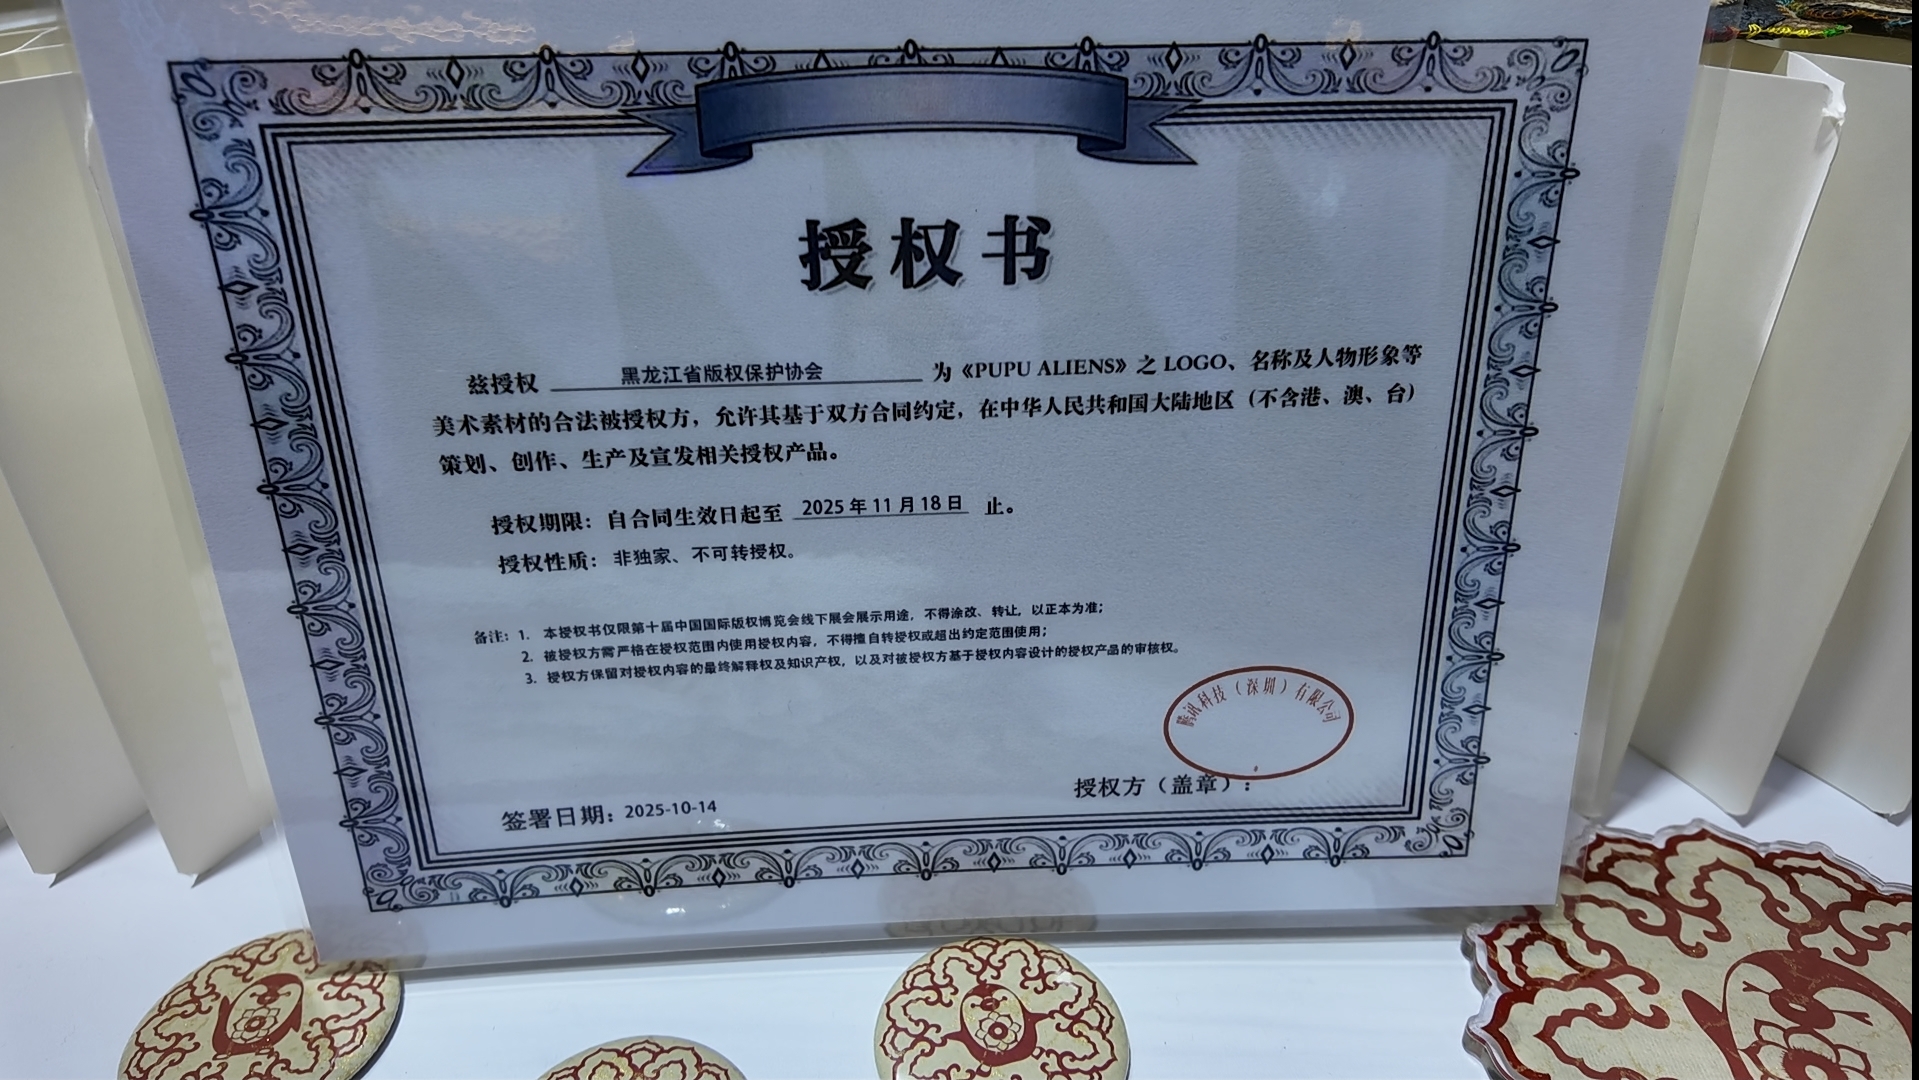 授权书
兹授权 黑龙江省版权保护协会 为《PUPU ALIENS》之 LOGO、名称及人物形象等
美术素材的合法被授权方，允许其基于双方合同约定，在中华人民共和国大陆地区（不含港、澳、台）
策划、创作、生产及宣发相关授权产品。
授权期限：自合同生效日起至 2025年11月18日 止。
授权性质：非独家、不可转授权。
备注：1. 本授权书仅限第十届中国国际版权博览会线下展会展示用途，不得涂改、转让，以正本为准；
2. 被授权方需严格在授权范围内使用授权内容，不得擅自转授权或超出约定范围使用；
3. 授权方保留对授权内容的最终解释权及知识产权，以及对被授权方基于授权内容设计的授权产品的审核权。
腾讯科技（深圳）有限公司
授权方（盖章）：
签署日期：2025-10-14